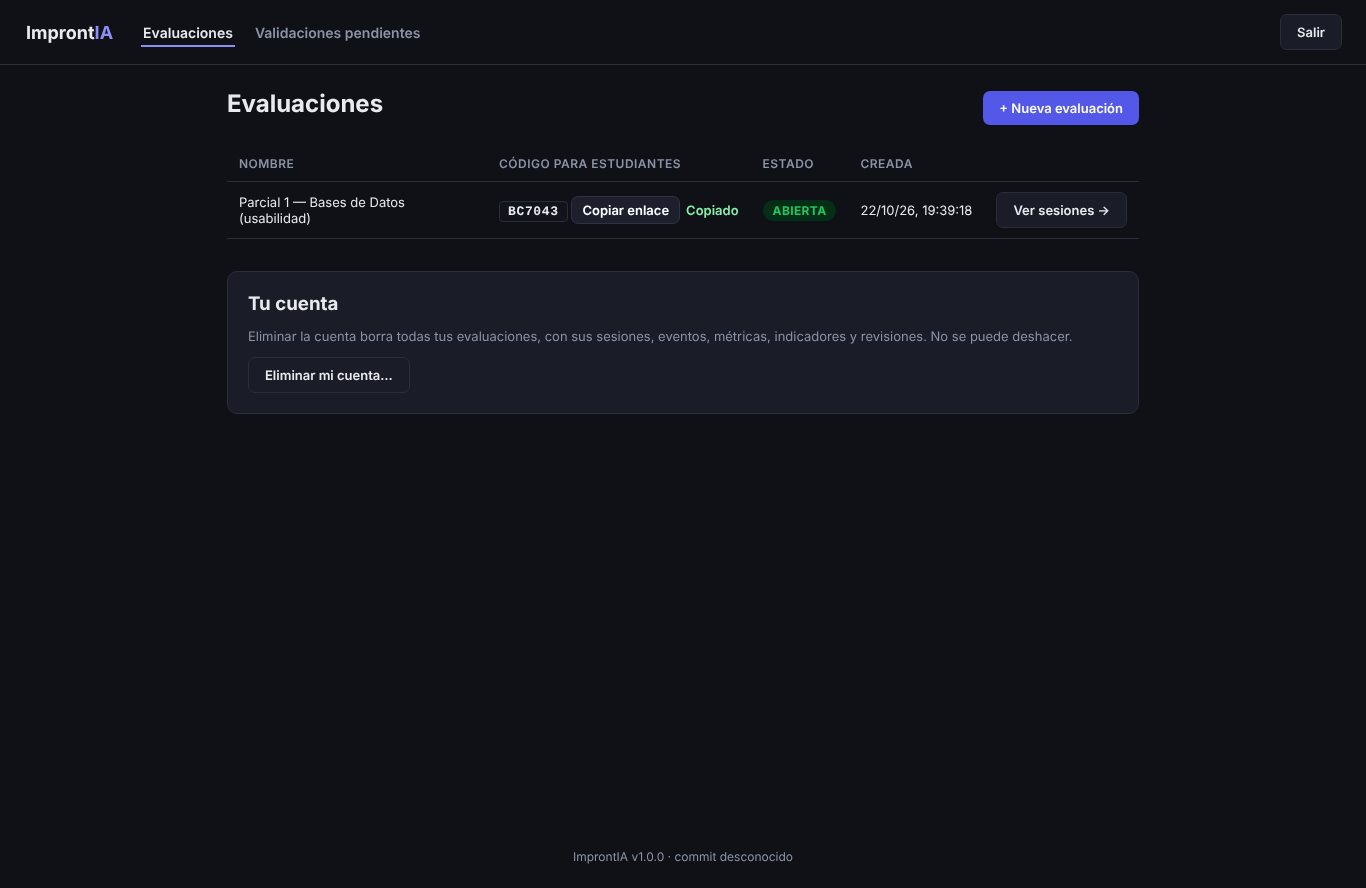 ImprontIA
Evaluaciones
Validaciones pendientes
Salir
Evaluaciones
+ Nueva evaluación
NOMBRE
CÓDIGO PARA ESTUDIANTES
ESTADO
CREADA
Parcial 1 — Bases de Datos
(usabilidad)
BC7043
Copiar enlace
Copiado
ABIERTA
22/10/26, 19:39:18
Ver sesiones →
Tu cuenta
Eliminar la cuenta borra todas tus evaluaciones, con sus sesiones, eventos, métricas, indicadores y revisiones. No se puede deshacer.
Eliminar mi cuenta...
ImprontIA v1.0.0 · commit desconocido